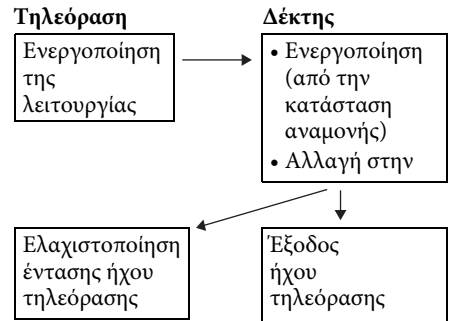 Τηλεόραση
Ενεργοποίηση
της
λειτουργίας
Δέκτης
• Ενεργοποίηση
(από την
κατάσταση
αναμονής)
• Αλλαγή στην
Ελαχιστοποίηση
έντασης ήχου
τηλεόρασης
Έξοδος
ήχου
τηλεόρασης